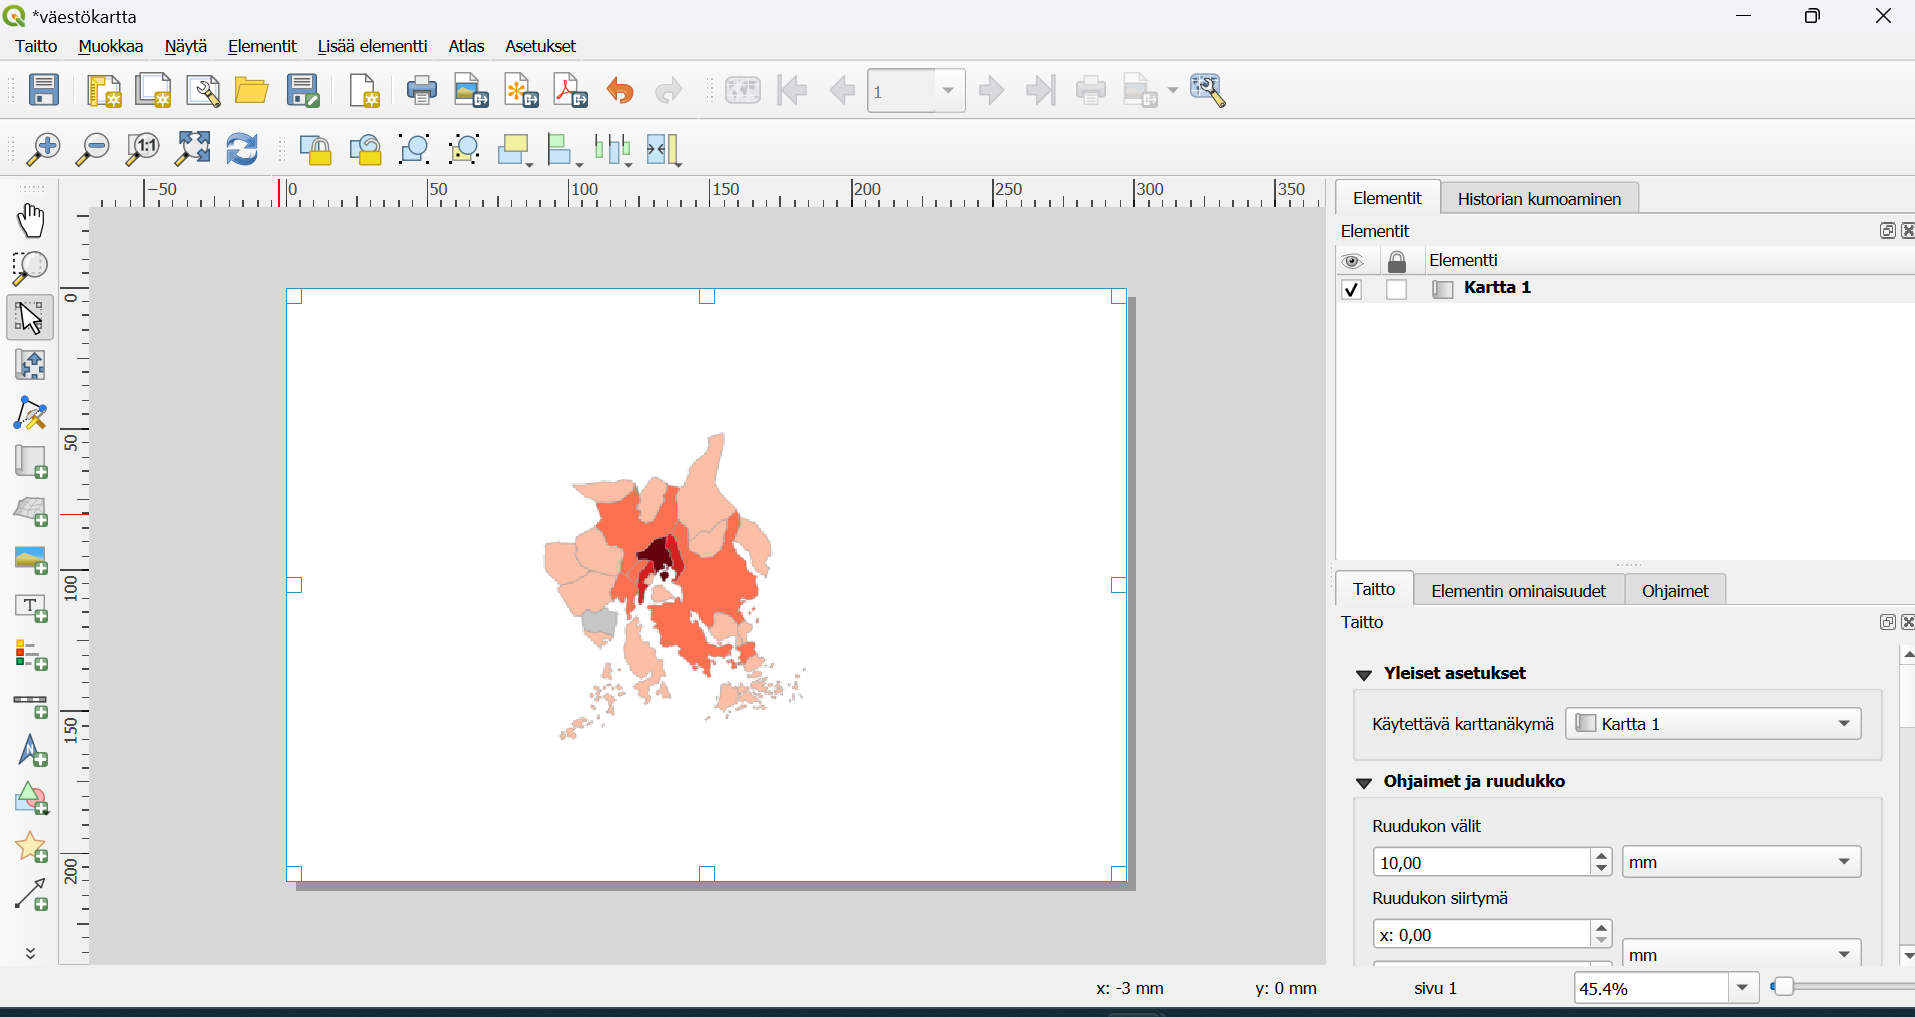 *väestökartta
Taitto Muokkaa Näytä Elementit Lisää elementti Atlas Asetukset
1
1:1
-50 0 50 100 150 200 250 300 350
0
50
100
150
200
T
Elementit Historian kumoaminen
Elementit
Elementti
Kartta 1
Taitto Elementin ominaisuudet Ohjaimet
Taitto
Yleiset asetukset
Käytettävä karttanäkymä Kartta 1
Ohjaimet ja ruudukko
Ruudukon välit
10,00 mm
Ruudukon siirtymä
x: 0,00
mm
x: -3 mm y: 0 mm sivu 1 45.4%